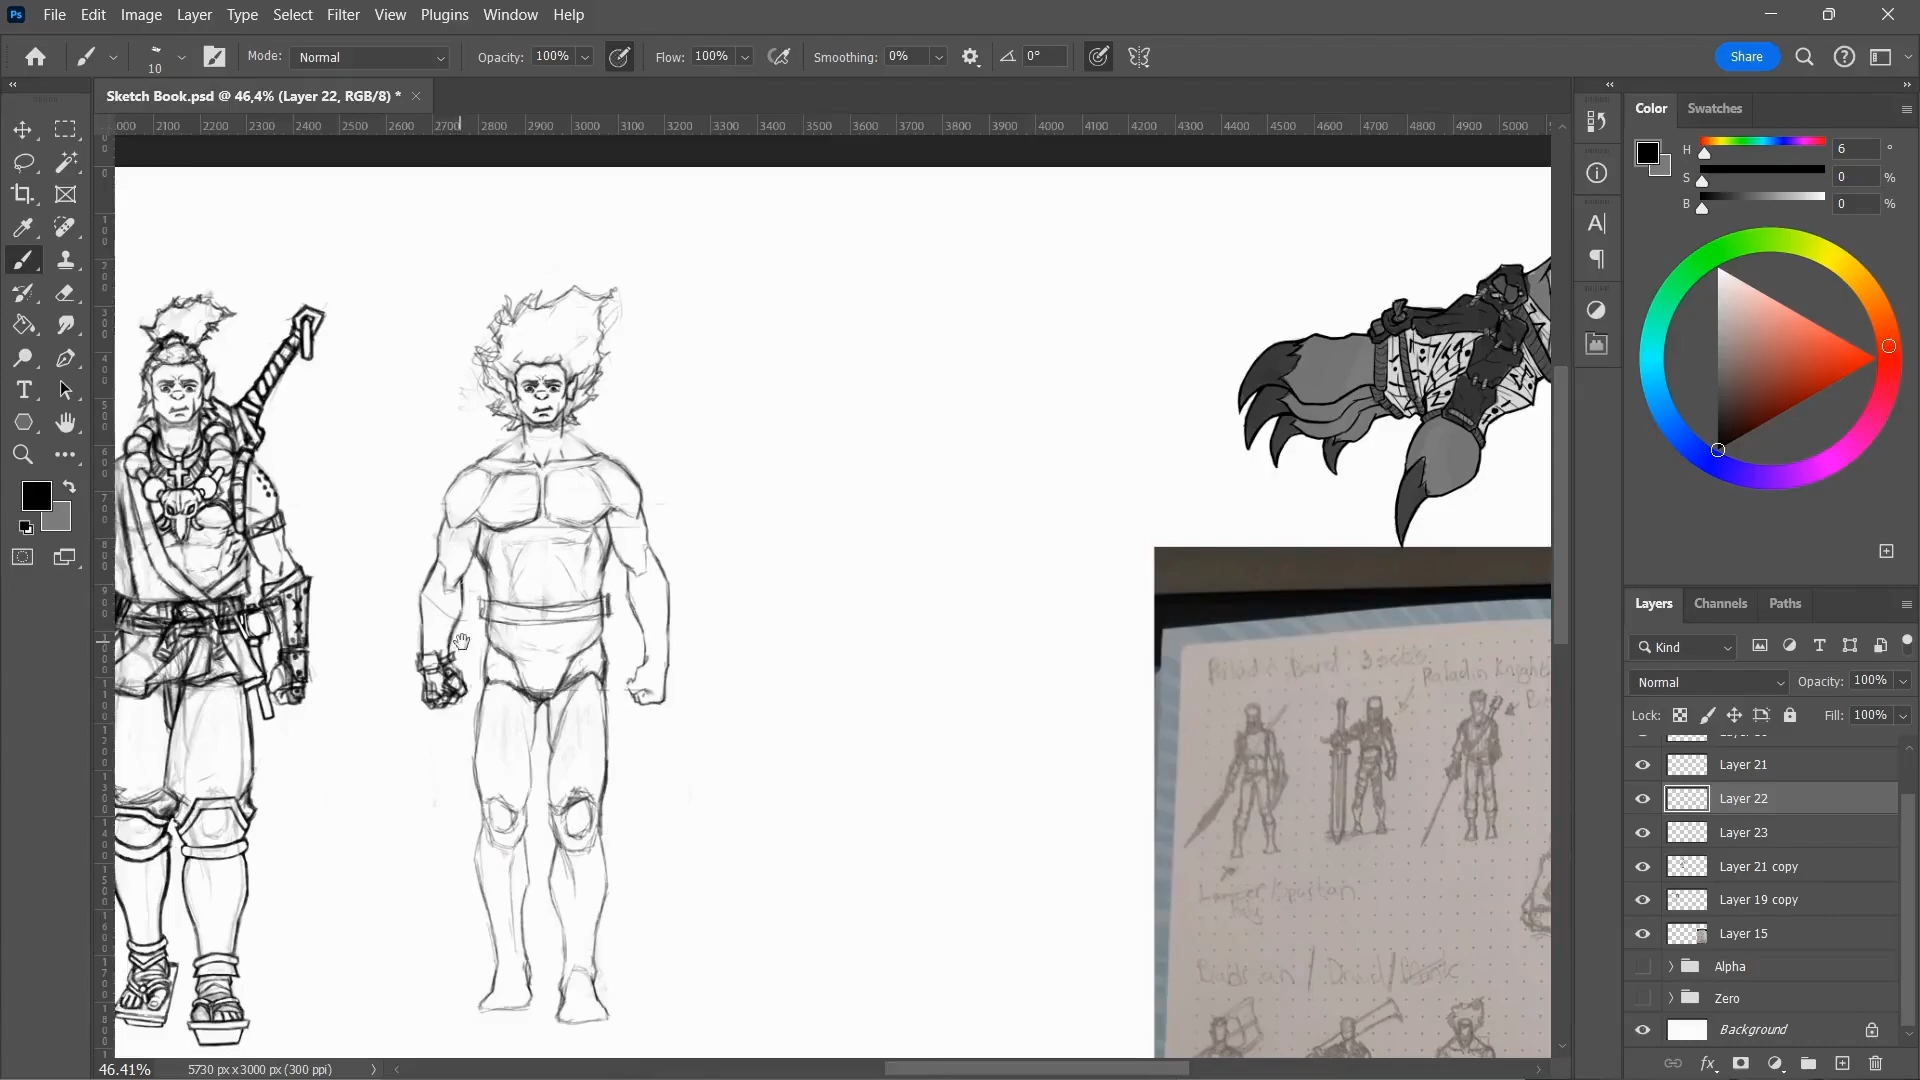 Ps File Edit Image Layer Type Select Filter View Plugins Window Help
10 Mode: Normal Opacity: 100% Flow: 100% Smoothing: 0% 0° Share
Sketch Book.psd @ 46,4% (Layer 22, RGB/8) *
2100 2200 2300 2400 2500 2600 2700 2800 2900 3000 3100 3200 3300 3400 3500 3600 3700 3800 3900 4000 4100 4200 4300 4400 4500 4600 4700 4800 4900 5000
Color Swatches
H 6 °
S 0 %
B 0 %
Layers Channels Paths
Kind
Normal Opacity: 100%
Lock: Fill: 100%
Layer 21
Layer 22
Layer 23
Layer 21 copy
Layer 19 copy
Layer 15
Alpha
Zero
Background
46.41% 5730 px x 3000 px (300 ppi)